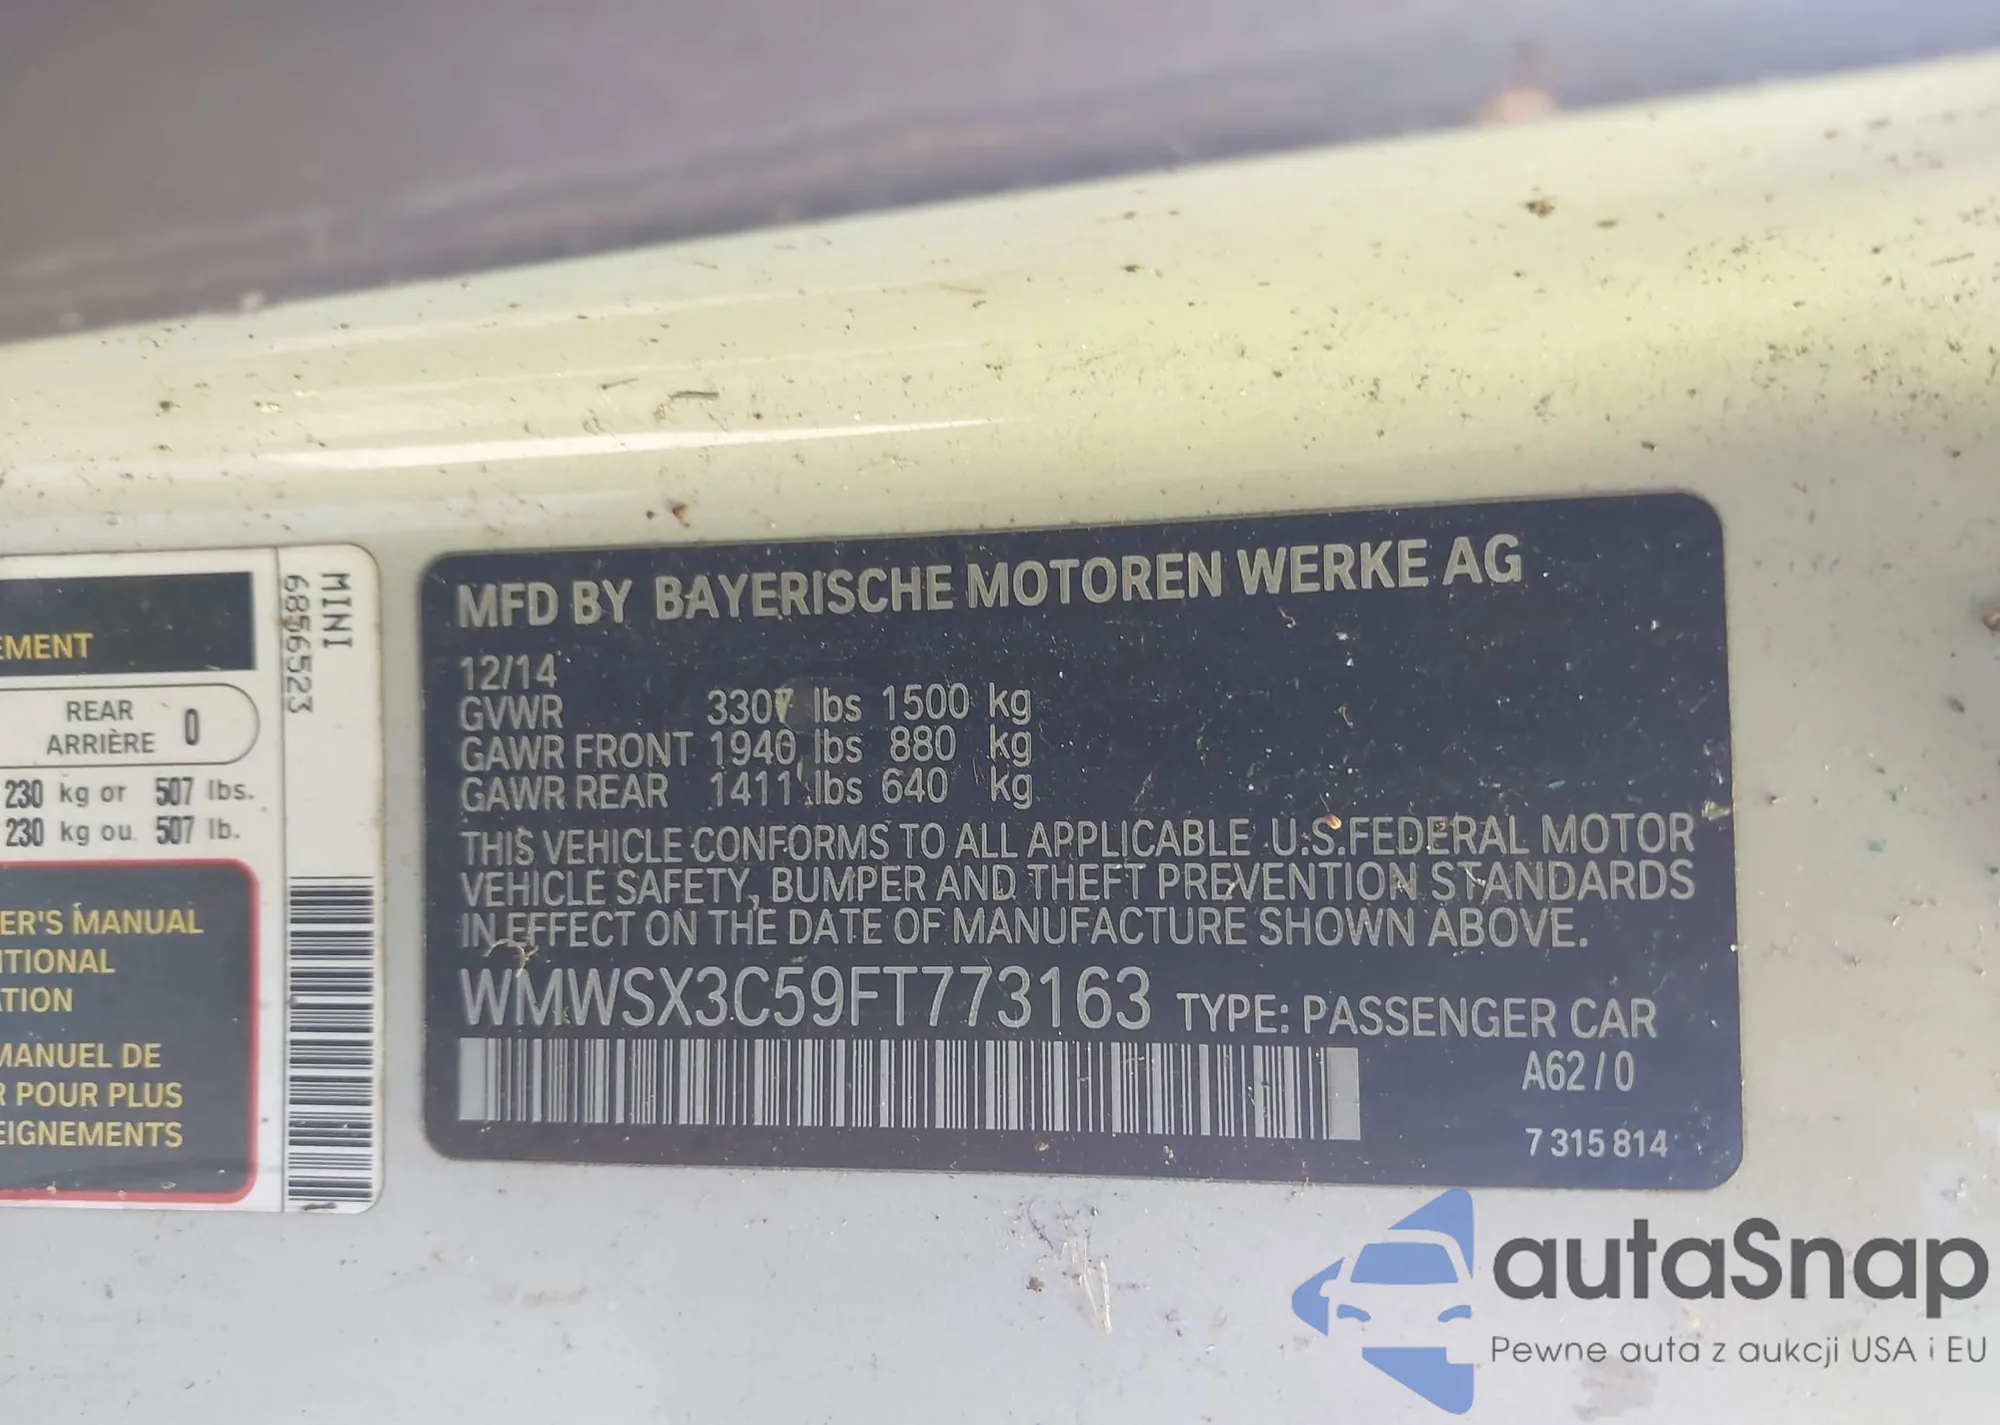 EMENT
REAR
ARRIÈRE 0
230 kg or 507 lbs.
230 kg ou 507 lb.
ER'S MANUAL
ITIONAL
ATION
MANUEL DE
R POUR PLUS
EIGNEMENTS
MINI
6856523
MFD BY BAYERISCHE MOTOREN WERKE AG
12/14
GVWR 3307 lbs 1500 kg
GAWR FRONT 1940 lbs 880 kg
GAWR REAR 1411 lbs 640 kg
THIS VEHICLE CONFORMS TO ALL APPLICABLE U.S.FEDERAL MOTOR
VEHICLE SAFETY, BUMPER AND THEFT PREVENTION STANDARDS
IN EFFECT ON THE DATE OF MANUFACTURE SHOWN ABOVE.
WMWSX3C59FT773163 TYPE: PASSENGER CAR
A62/0
7 315 814
autaSnap
Pewne auta z aukcji USA i EU